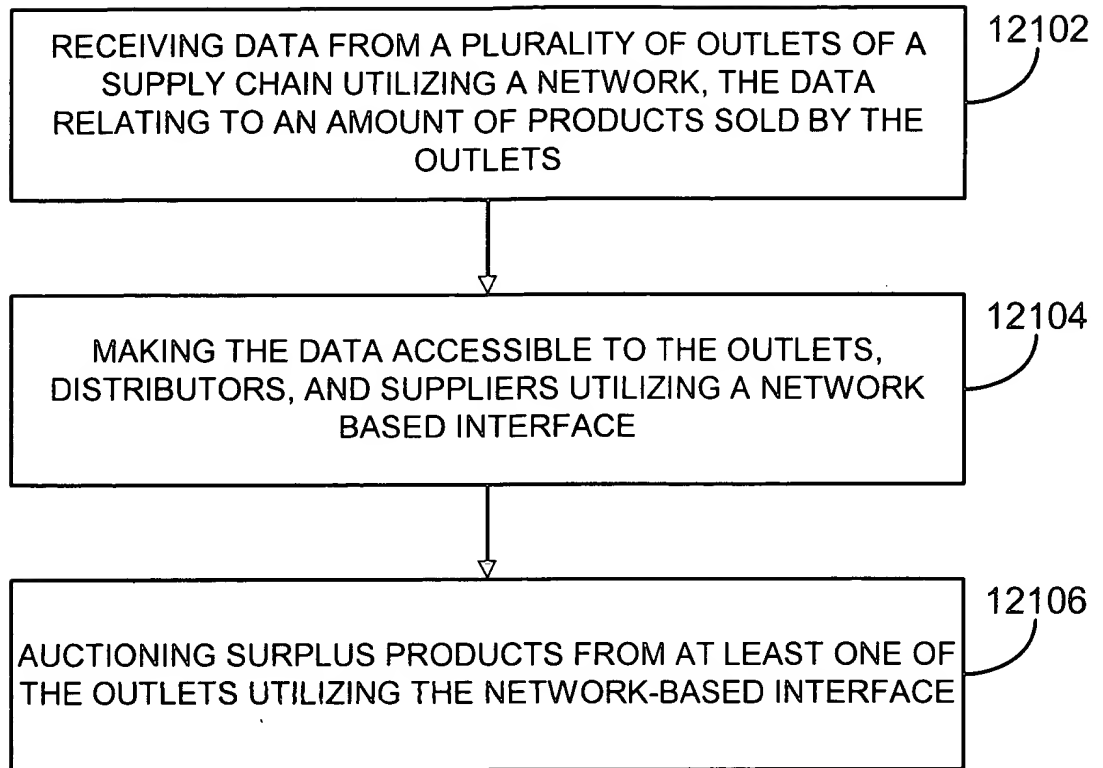 RECEIVING DATA FROM A PLURALITY OF OUTLETS OF A
SUPPLY CHAIN UTILIZING A NETWORK, THE DATA
RELATING TO AN AMOUNT OF PRODUCTS SOLD BY THE
OUTLETS
12102
MAKING THE DATA ACCESSIBLE TO THE OUTLETS,
DISTRIBUTORS, AND SUPPLIERS UTILIZING A NETWORK
BASED INTERFACE
12104
AUCTIONING SURPLUS PRODUCTS FROM AT LEAST ONE OF
THE OUTLETS UTILIZING THE NETWORK-BASED INTERFACE
12106